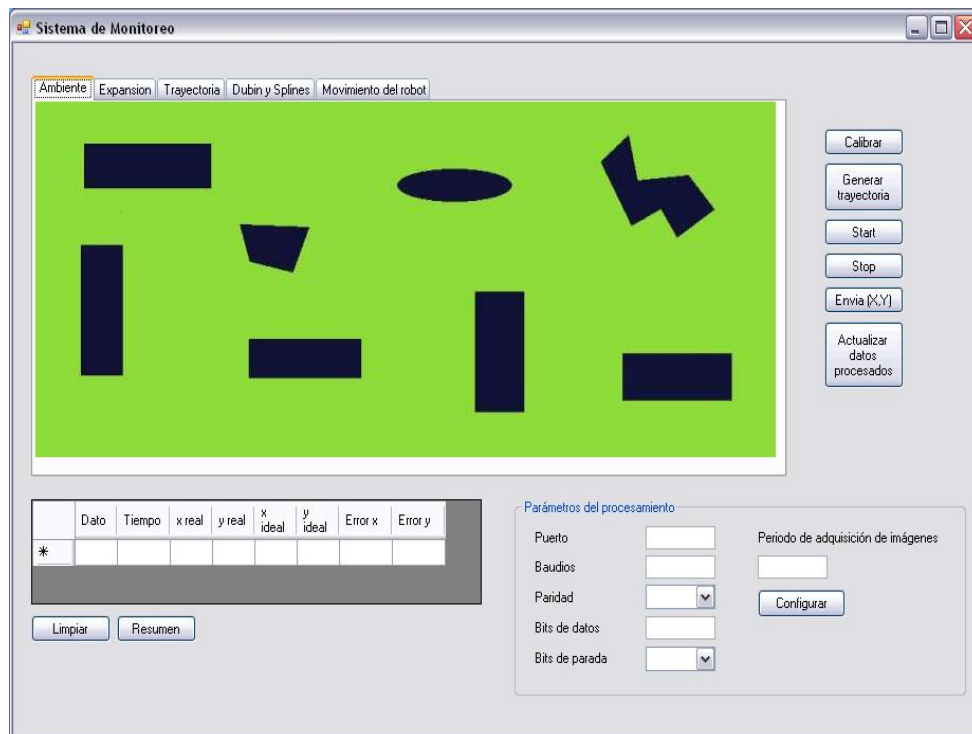 Sistema de Monitoreo
Ambiente Expansion Trayectoria Dubin y Splines Movimiento del robot
Calibrar
Generar
trayectoria
Start
Stop
Envia (X,Y)
Actualizar
datos
procesados
Dato Tiempo x real y real x ideal y ideal Error x Error y
*
Limpiar Resumen
Parámetros del procesamiento
Puerto
Baudios
Paridad
Bits de datos
Bits de parada
Periodo de adquisición de imágenes
Configurar